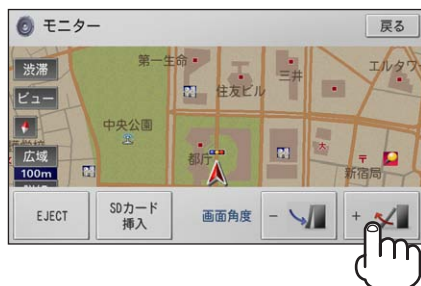 モニター
戻る
渋滞
第一生命
三井
エルタワ
ビュー
住友ビル
中央公園
都庁
広域
100m
新宿局
EJECT
SDカード
挿入
画面角度
-
+